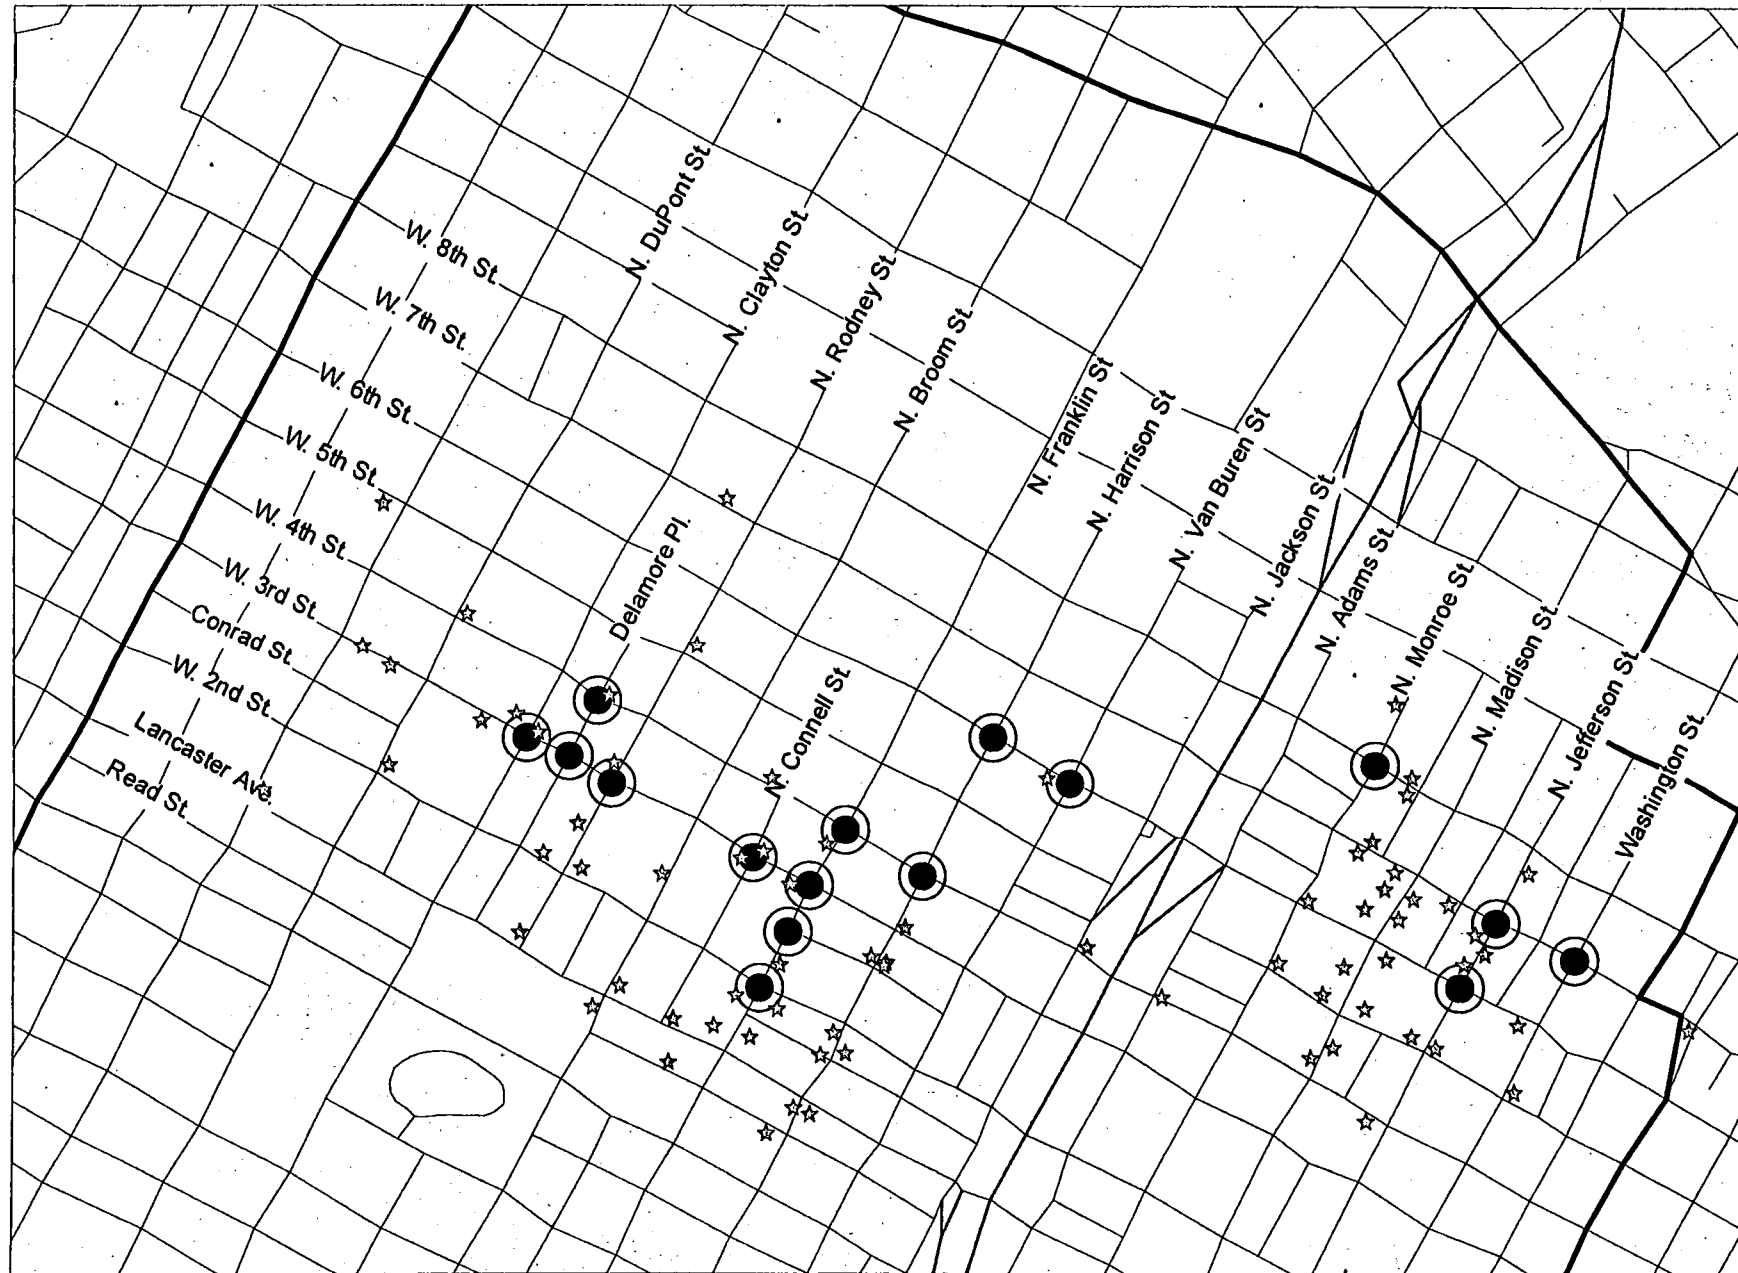 W. 8th St.
W. 7th St.
W. 6th St.
W. 5th St.
W. 4th St.
W. 3rd St.
Conrad St.
W. 2nd St.
Lancaster Ave.
Read St.
N. DuPont St.
N. Clayton St.
N. Rodney St.
N. Broom St.
N. Franklin St
N. Harrison St
N. Van Buren St
N. Jackson St
N. Adams St.
N. Monroe St.
N. Madison St.
N. Jefferson St.
Washington St.
Delamore Pl.
N. Connell St